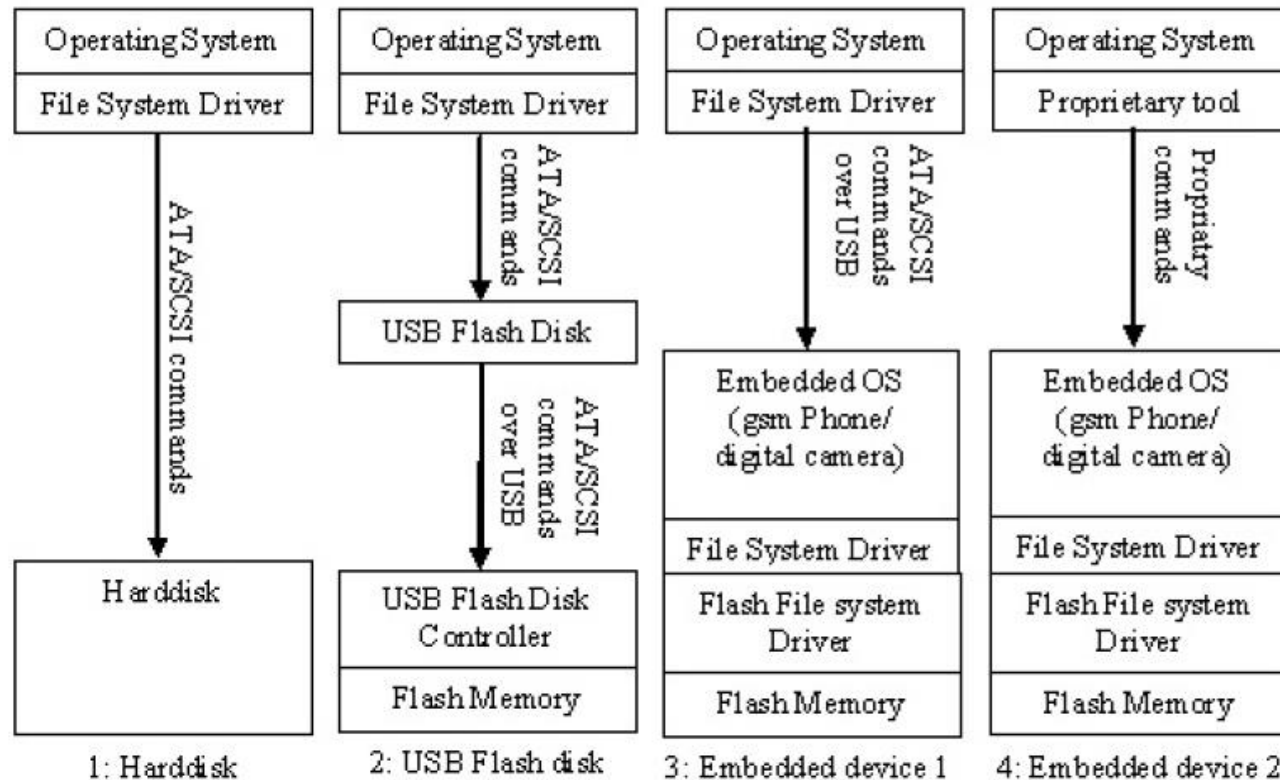 Operating System
File System Driver
ATA/SCSI commands
Harddisk
1: Harddisk
Operating System
File System Driver
ATA/SCSI
commands
USB Flash Disk
ATA/SCSI
commands
over USB
USB Flash Disk
Controller
Flash Memory
2: USB Flash disk
Operating System
File System Driver
ATA/SCSI
commands
over USB
Embedded OS
(gsm Phone/
digital camera)
File System Driver
Flash File system
Driver
Flash Memory
3: Embedded device 1
Operating System
Proprietary tool
Propriatry
commands
Embedded OS
(gsm Phone/
digital camera)
File System Driver
Flash File system
Driver
Flash Memory
4: Embedded device 2